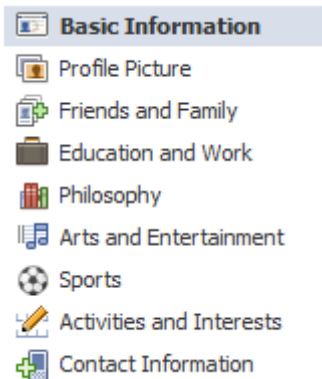 Basic Information
Profile Picture
Friends and Family
Education and Work
Philosophy
Arts and Entertainment
Sports
Activities and Interests
Contact Information